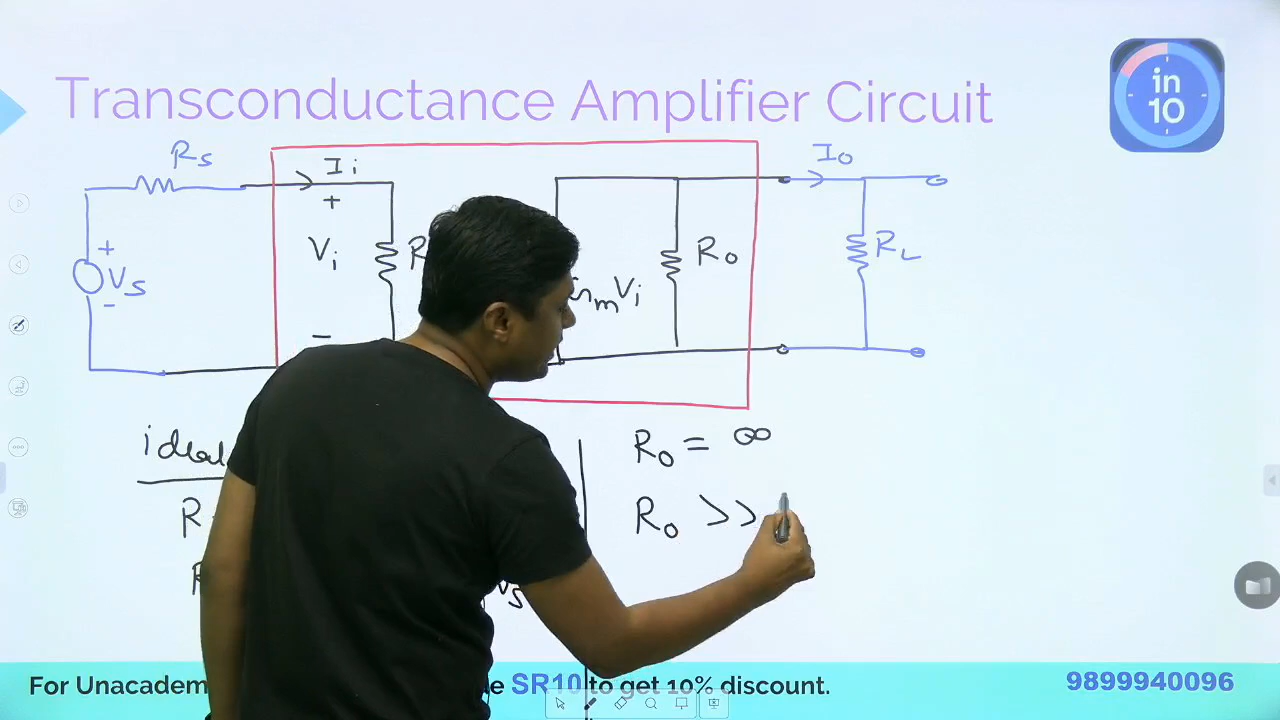 Transconductance Amplifier Circuit
in
10
Rs
Ii
Io
+
+
Vs
-
Vi
R
GmVi
Ro
RL
-
ideal
Ro = ∞
R
Ro >>
Vs
For Unacadem
SR10 to get 10% discount.
9899940096